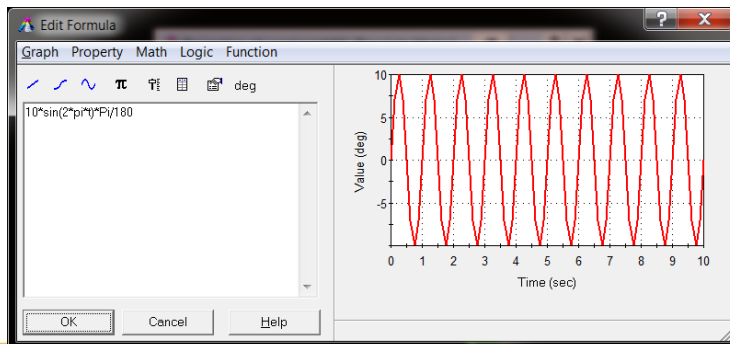 Edit Formula
Graph Property Math Logic Function
π deg
10*sin(2*pi*t)*Pi/180
OK Cancel Help
10
5
0
-5
Value (deg)
0 1 2 3 4 5 6 7 8 9 10
Time (sec)